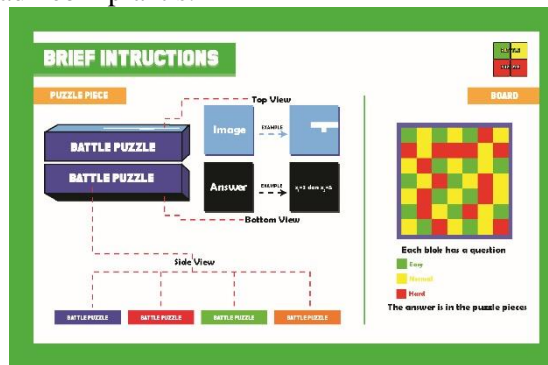 BRIEF INTRUCTIONS
PUZZLE PIECE
BOARD
Top View
BATTLE PUZZLE
BATTLE PUZZLE
Image
EXAMPLE
Answer
EXAMPLE
Bottom View
Side View
BATTLE PUZZLE
BATTLE PUZZLE
BATTLE PUZZLE
BATTLE PUZZLE
Each blok has a question
Easy
Normal
Hard
The answer is in the puzzle pieces